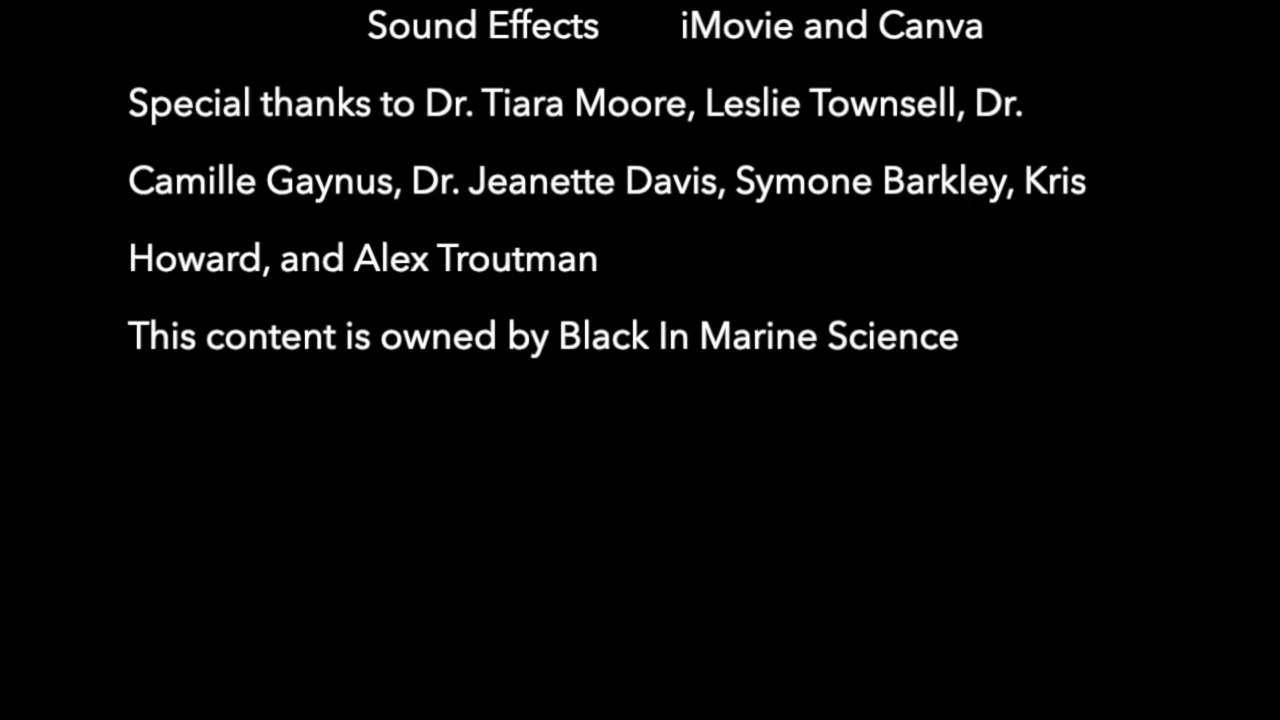 Sound Effects iMovie and Canva
Special thanks to Dr. Tiara Moore, Leslie Townsell, Dr.
Camille Gaynus, Dr. Jeanette Davis, Symone Barkley, Kris
Howard, and Alex Troutman
This content is owned by Black In Marine Science